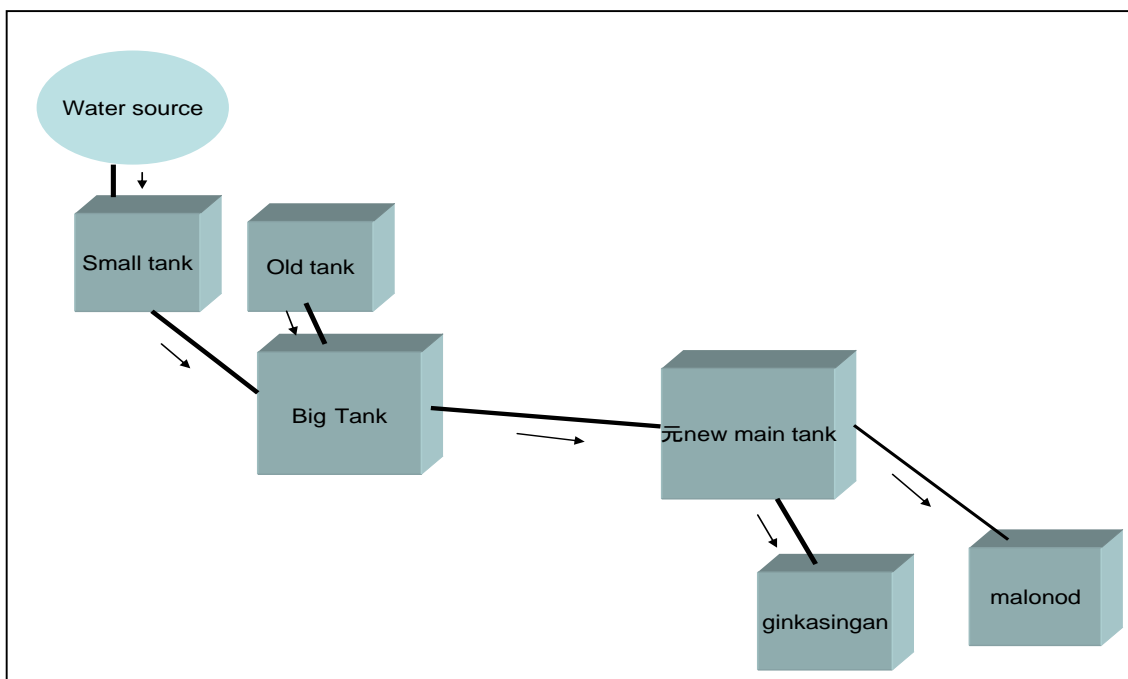 Water source
Small tank
Old tank
Big Tank
元new main tank
ginkasingan
malonod